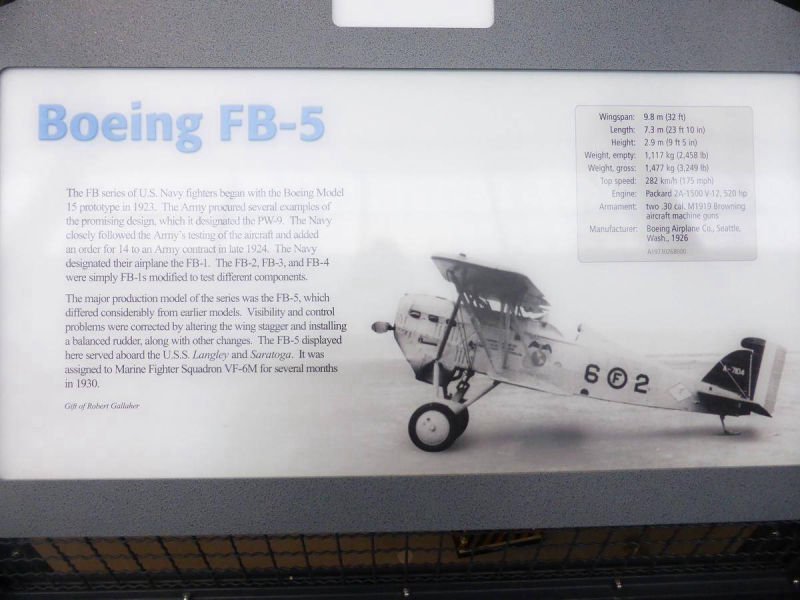 Boeing FB-5
The FB series of U.S. Navy fighters began with the Boeing Model
15 prototype in 1923. The Army procured several examples of
the promising design, which it designated the PW-9. The Navy
closely followed the Army's testing of the aircraft and added
an order for 14 to an Army contract in late 1924. The Navy
designated their airplane the FB-1. The FB-2, FB-3, and FB-4
were simply FB-1s modified to test different components.
The major production model of the series was the FB-5, which
differed considerably from earlier models. Visibility and control
problems were corrected by altering the wing stagger and installing
a balanced rudder, along with other changes. The FB-5 displayed
here served aboard the U.S.S. Langley and Saratoga. It was
assigned to Marine Fighter Squadron VF-6M for several months
in 1930.
Gift of Robert Gallaher
Wingspan: 9.8 m (32 ft)
Length: 7.3 m (23 ft 10 in)
Height: 2.9 m (9 ft 5 in)
Weight, empty: 1,117 kg (2,458 lb)
Weight, gross: 1,477 kg (3,249 lb)
Top speed: 282 km/h (175 mph)
Engine: Packard 2A-1500 V-12, 520 hp
Armament: two .30 cal. M1919 Browning
aircraft machine guns
Manufacturer: Boeing Airplane Co., Seattle,
Wash., 1926
A19730268000
6 F 2
A-7104